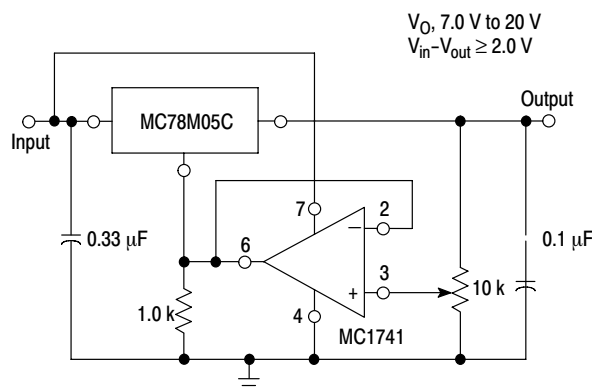 V_O, 7.0 V to 20 V
V_in–V_out ≥ 2.0 V
Output
MC78M05C
Input
7
2
−
0.33 μF
6
0.1 μF
3
+
10 k
1.0 k
4
MC1741